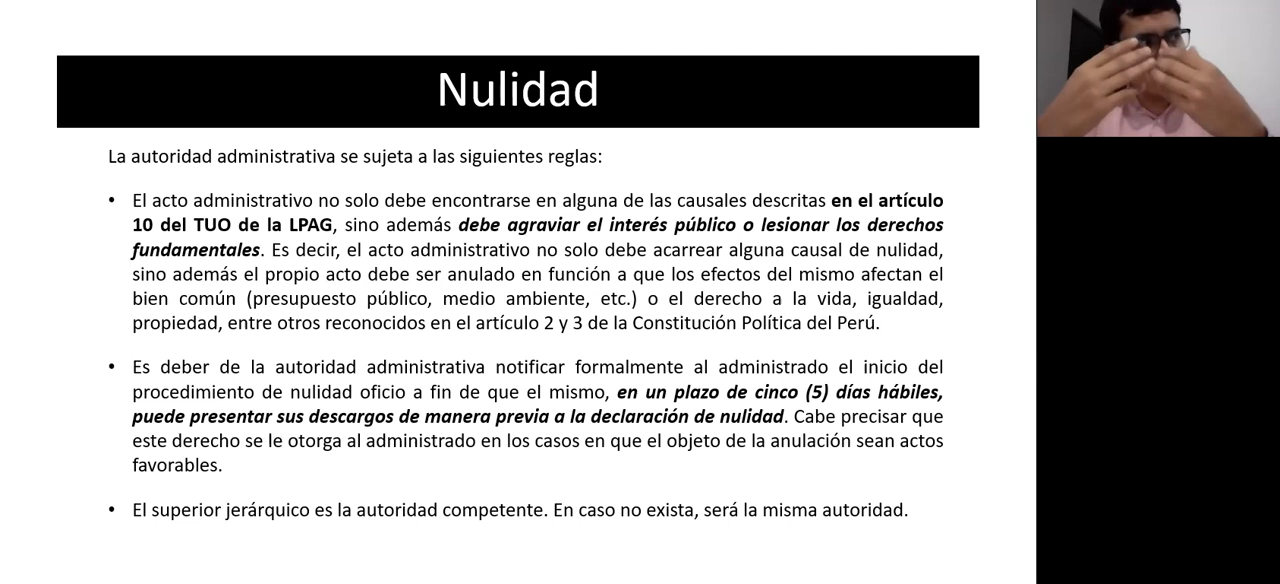 Nulidad
La autoridad administrativa se sujeta a las siguientes reglas:
• El acto administrativo no solo debe encontrarse en alguna de las causales descritas en el artículo
10 del TUO de la LPAG, sino además debe agraviar el interés público o lesionar los derechos
fundamentales. Es decir, el acto administrativo no solo debe acarrear alguna causal de nulidad,
sino además el propio acto debe ser anulado en función a que los efectos del mismo afectan el
bien común (presupuesto público, medio ambiente, etc.) o el derecho a la vida, igualdad,
propiedad, entre otros reconocidos en el artículo 2 y 3 de la Constitución Política del Perú.
• Es deber de la autoridad administrativa notificar formalmente al administrado el inicio del
procedimiento de nulidad oficio a fin de que el mismo, en un plazo de cinco (5) días hábiles,
puede presentar sus descargos de manera previa a la declaración de nulidad. Cabe precisar que
este derecho se le otorga al administrado en los casos en que el objeto de la anulación sean actos
favorables.
• El superior jerárquico es la autoridad competente. En caso no exista, será la misma autoridad.